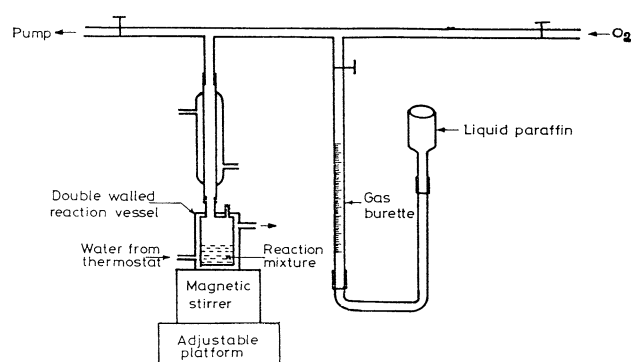 Pump
O2
Liquid paraffin
Double walled
reaction vessel
Gas
burette
Water from
thermostat
Reaction
mixture
Magnetic
stirrer
Adjustable
platform